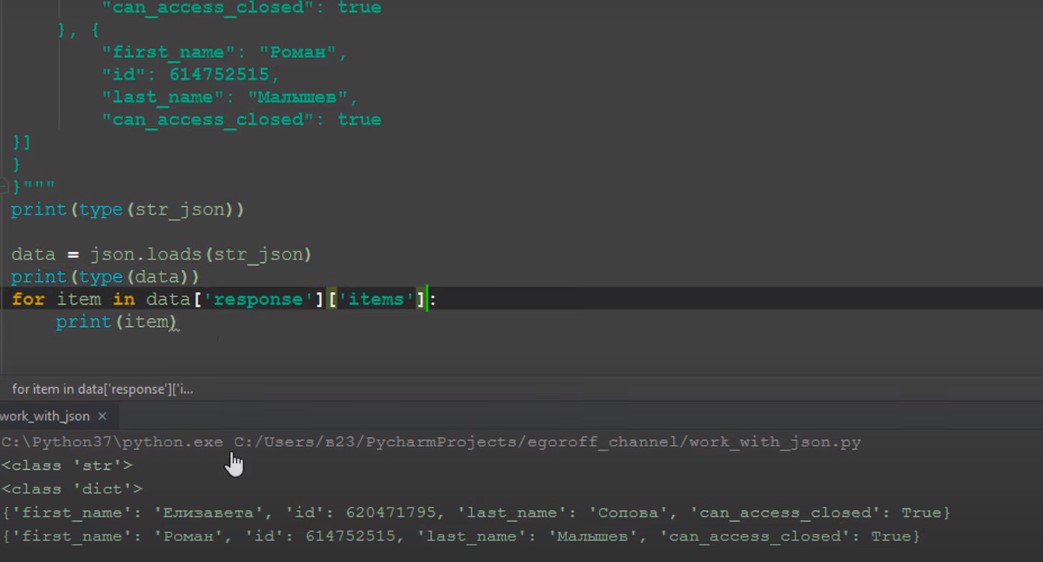 "can_access_closed": true
}, {
"first_name": "Роман",
"id": 614752515,
"last_name": "Малышев",
"can_access_closed": true
}]
}
}"""
print(type(str_json))
data = json.loads(str_json)
print(type(data))
for item in data['response']['items']:
print(item)
for item in data['response']['i...
work_with_json ×
C:\Python37\python.exe C:/Users/в23/PycharmProjects/egoroff_channel/work_with_json.py
<class 'str'>
<class 'dict'>
{'first_name': 'Елизавета', 'id': 620471795, 'last_name': 'Сопова', 'can_access_closed': True}
{'first_name': 'Роман', 'id': 614752515, 'last_name': 'Малышев', 'can_access_closed': True}